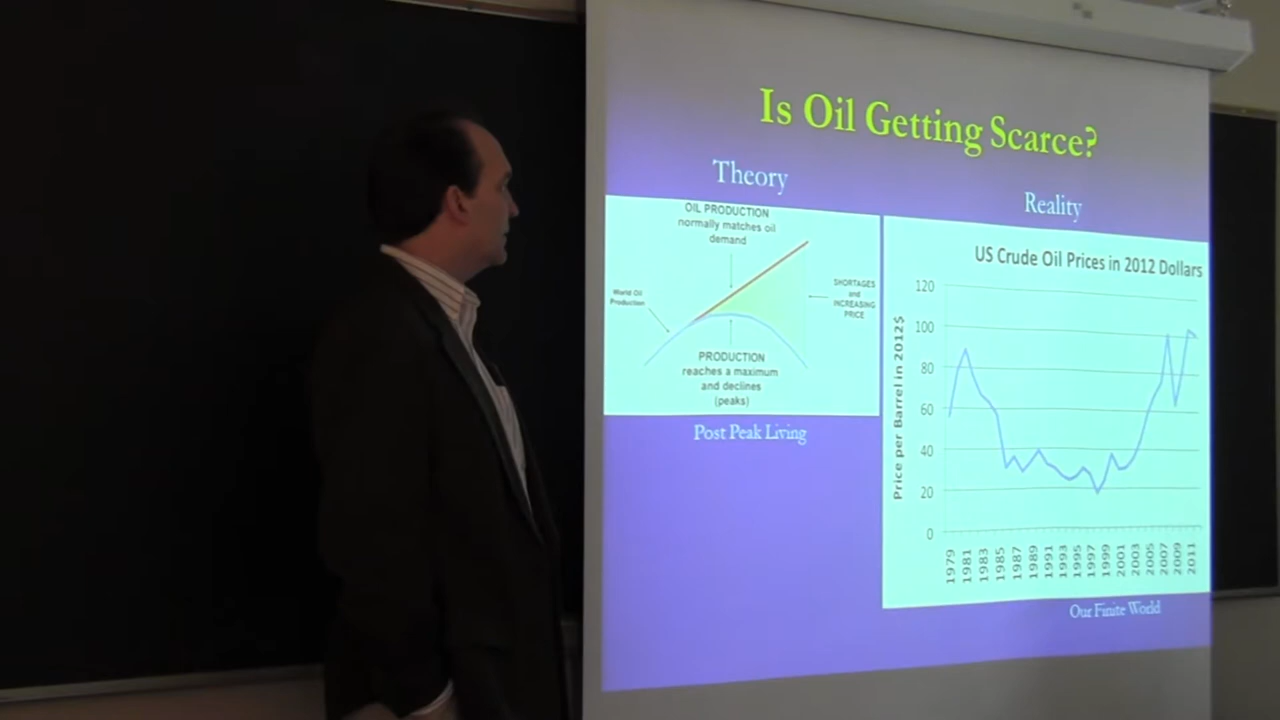 Is Oil Getting Scarce?
Theory
OIL PRODUCTION
normally matches oil
demand
World Oil
Production
SHORTAGES
and
INCREASING
PRICE
PRODUCTION
reaches a maximum
and declines
(peaks)
Post Peak Living
Reality
US Crude Oil Prices in 2012 Dollars
Price per Barrel in 2012$
120
100
80
60
40
20
0
1979
1981
1983
1985
1987
1989
1991
1993
1995
1997
1999
2001
2003
2005
2007
2009
2011
Our Finite World